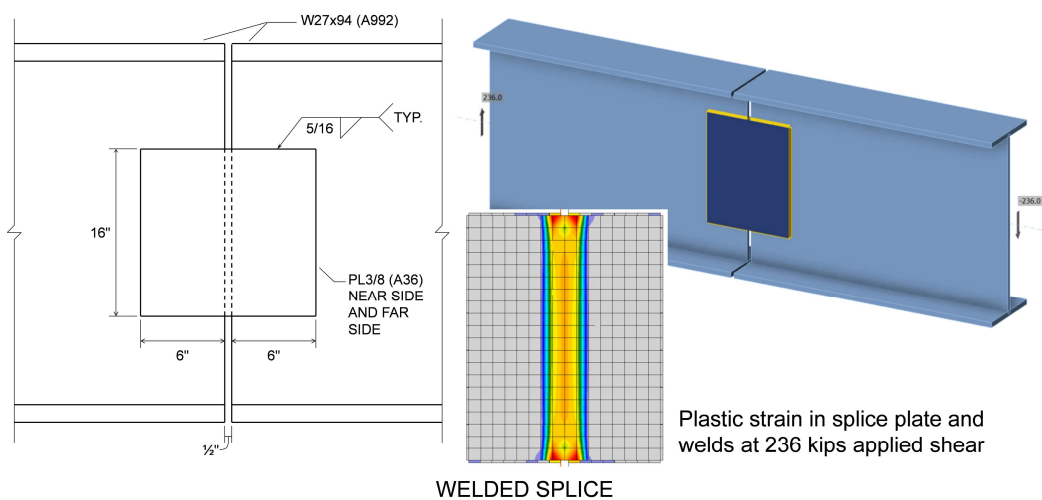 W27x94 (A992)
5/16
TYP.
16"
PL3/8 (A36)
NEAR SIDE
AND FAR
SIDE
6"
6"
½"
236.0
-236.0
Plastic strain in splice plate and
welds at 236 kips applied shear
WELDED SPLICE